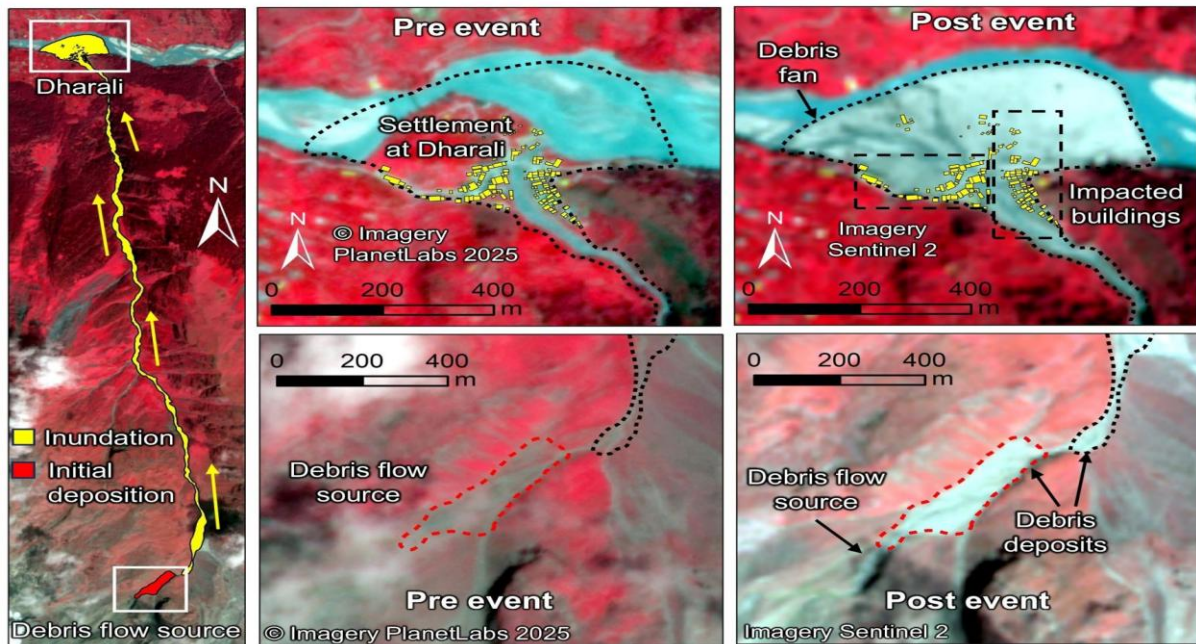 Dharali
N
Inundation
Initial
deposition
Debris flow source
Pre event
Settlement
at Dharali
N
© Imagery
PlanetLabs 2025
0 200 400
m
Post event
Debris
fan
Impacted
buildings
N
Imagery
Sentinel 2
0 200 400
m
0 200 400
m
Debris flow
source
Pre event
© Imagery PlanetLabs 2025
0 200 400
m
Debris flow
source
Debris
deposits
Post event
Imagery Sentinel 2